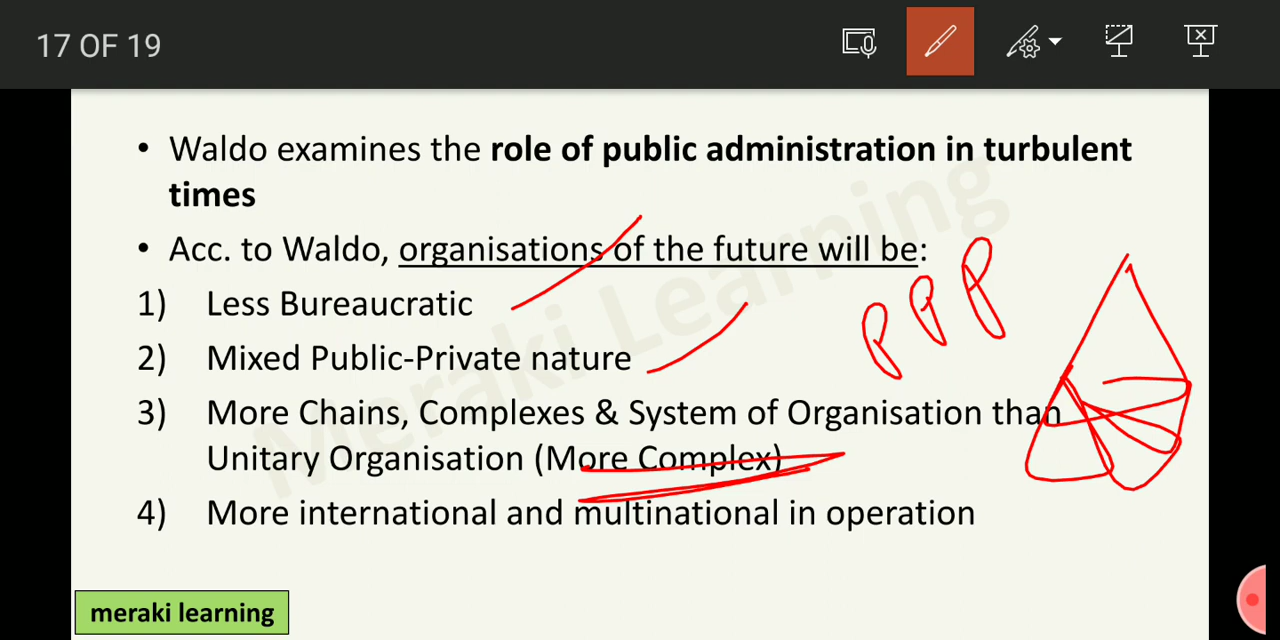 17 OF 19
• Waldo examines the role of public administration in turbulent
times
• Acc. to Waldo, organisations of the future will be:
1) Less Bureaucratic
PPP
2) Mixed Public-Private nature
3) More Chains, Complexes & System of Organisation than
Unitary Organisation (More Complex)
4) More international and multinational in operation
Meraki Learning
meraki learning